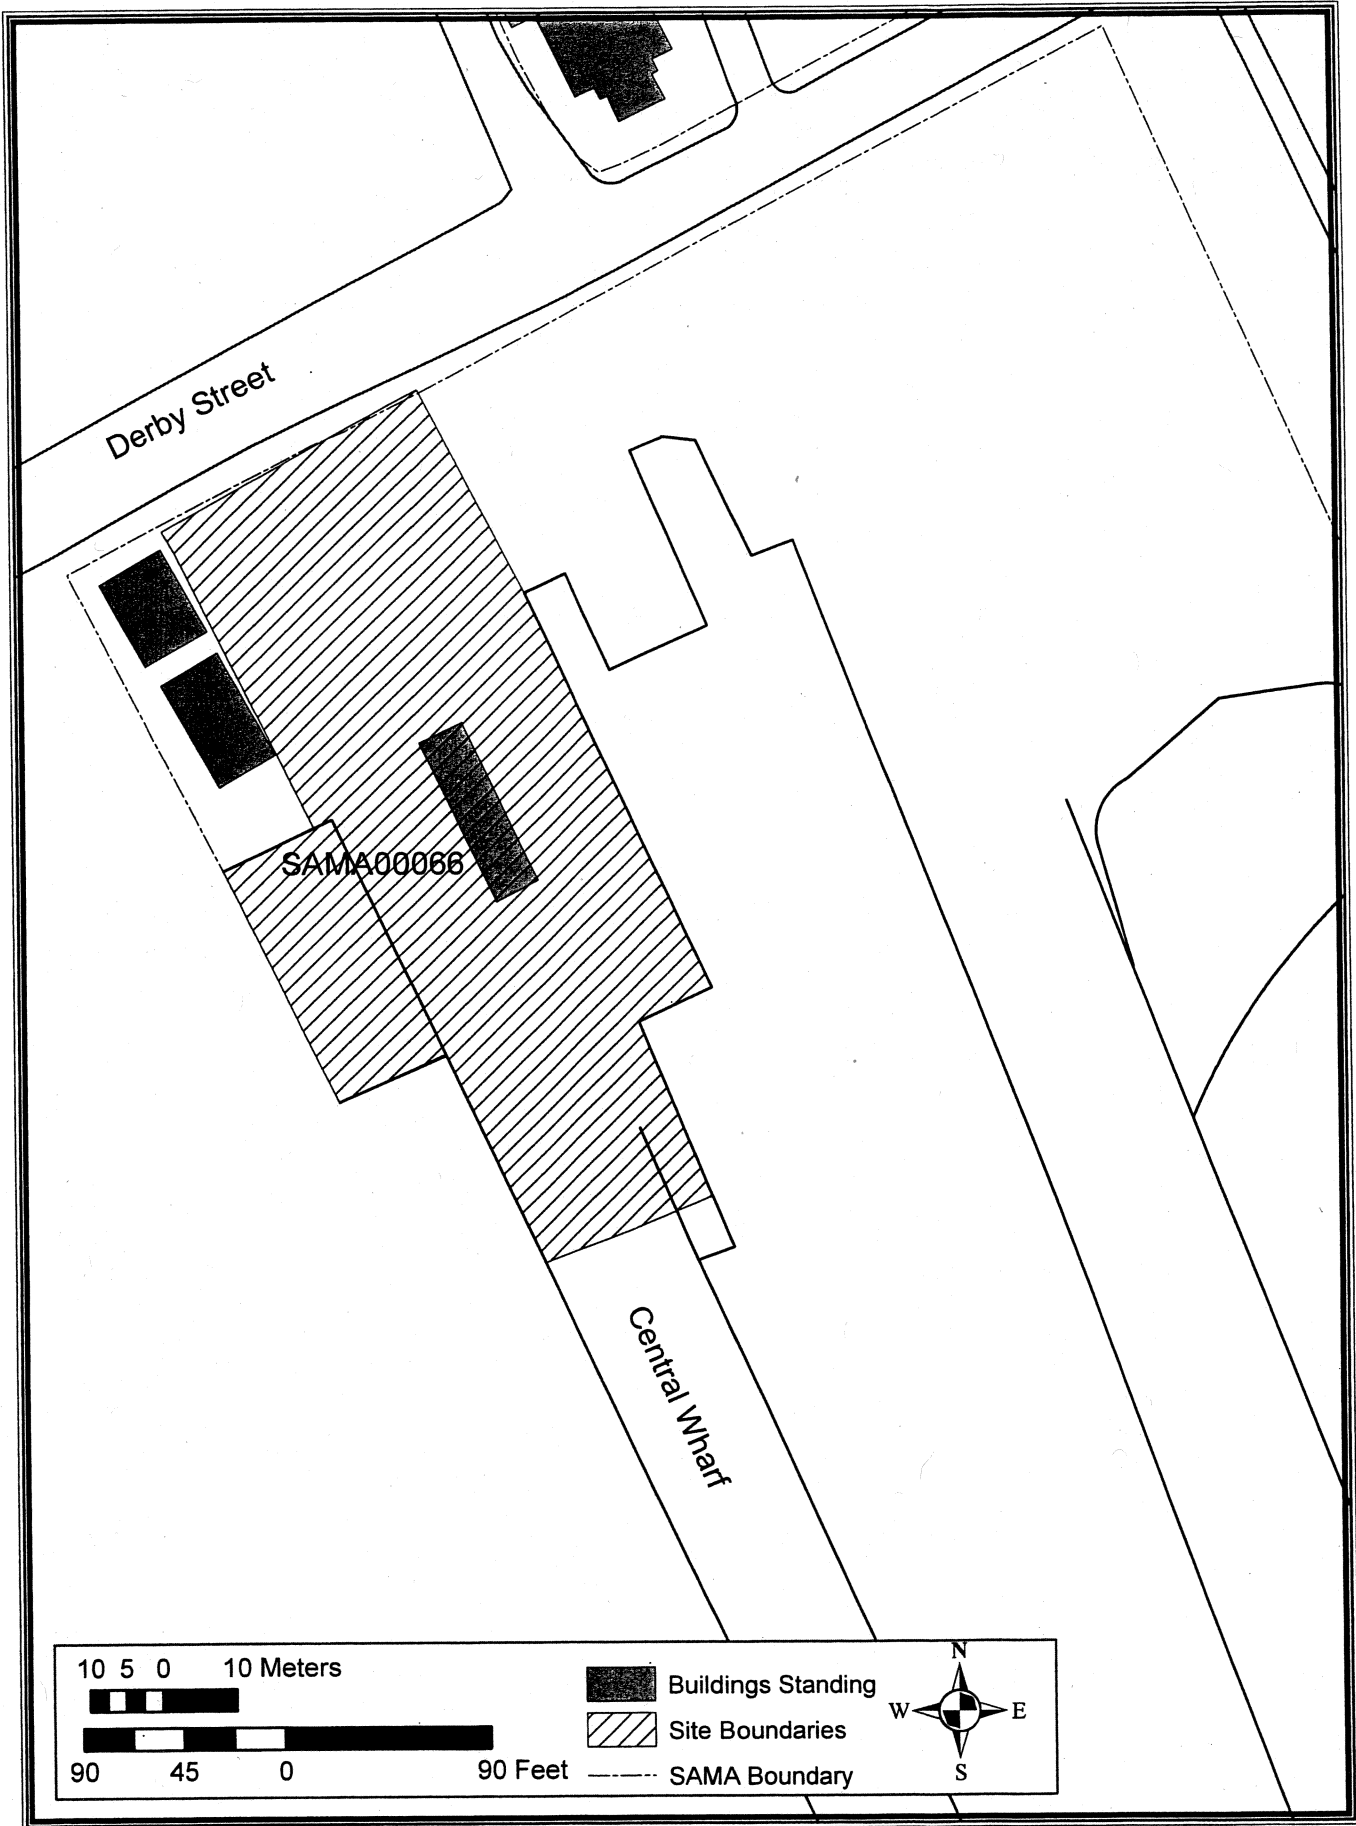 Derby Street
SAMA00066
Central Wharf
10 5 0 10 Meters
90 45 0 90 Feet
Buildings Standing
Site Boundaries
SAMA Boundary
N
W E
S